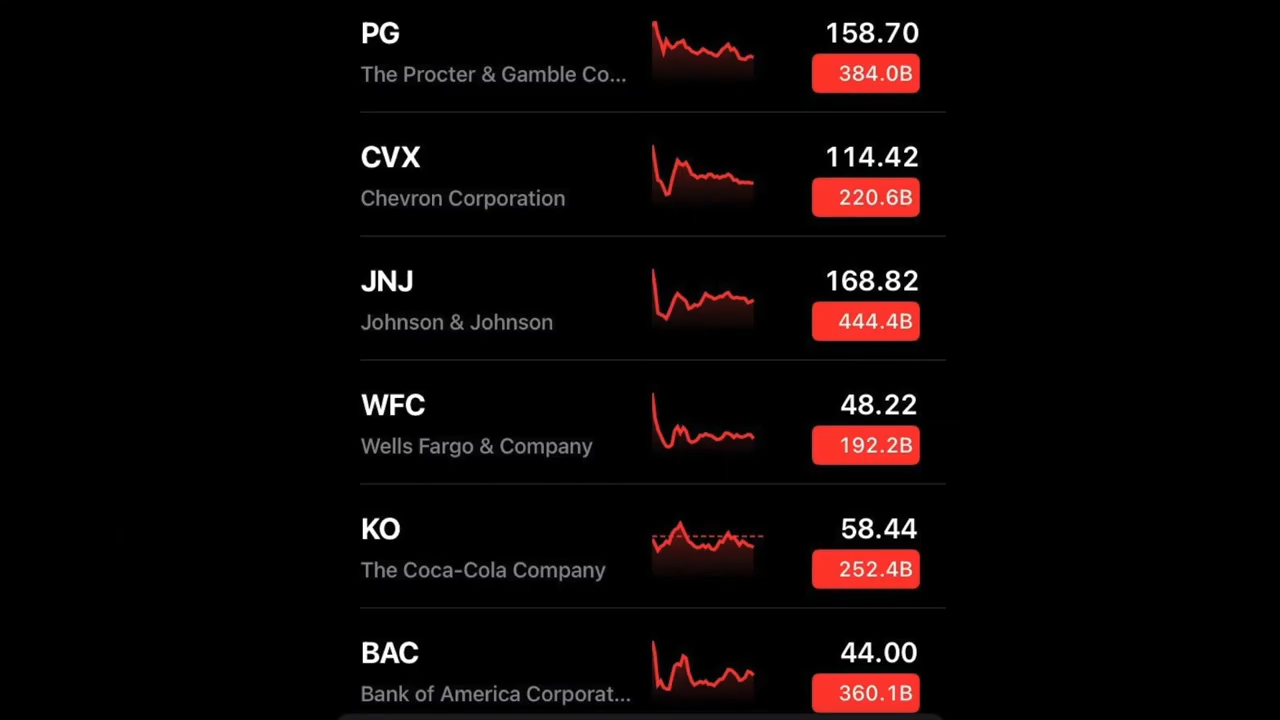 PG
158.70
The Procter & Gamble Co...
384.0B
CVX
114.42
Chevron Corporation
220.6B
JNJ
168.82
Johnson & Johnson
444.4B
WFC
48.22
Wells Fargo & Company
192.2B
KO
58.44
The Coca-Cola Company
252.4B
BAC
44.00
Bank of America Corporat...
360.1B